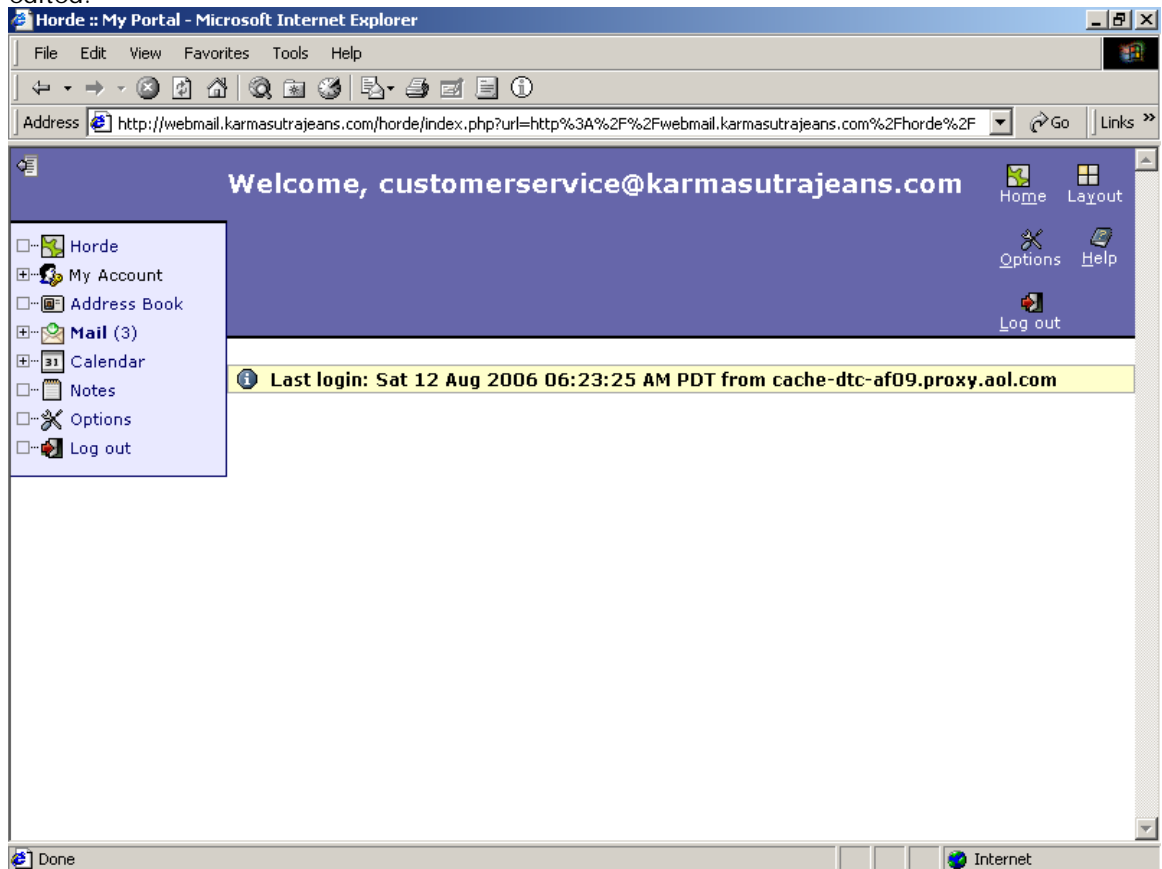 edited.
Horde :: My Portal - Microsoft Internet Explorer
File Edit View Favorites Tools Help
Address http://webmail.karmasutrajeans.com/horde/index.php?url=http%3A%2F%2Fwebmail.karmasutrajeans.com%2Fhorde%2F Go Links »
Welcome, customerservice@karmasutrajeans.com
Home Layout
Options Help
Log out
Horde
My Account
Address Book
Mail (3)
31 Calendar
Notes
Options
Log out
Last login: Sat 12 Aug 2006 06:23:25 AM PDT from cache-dtc-af09.proxy.aol.com
Done
Internet